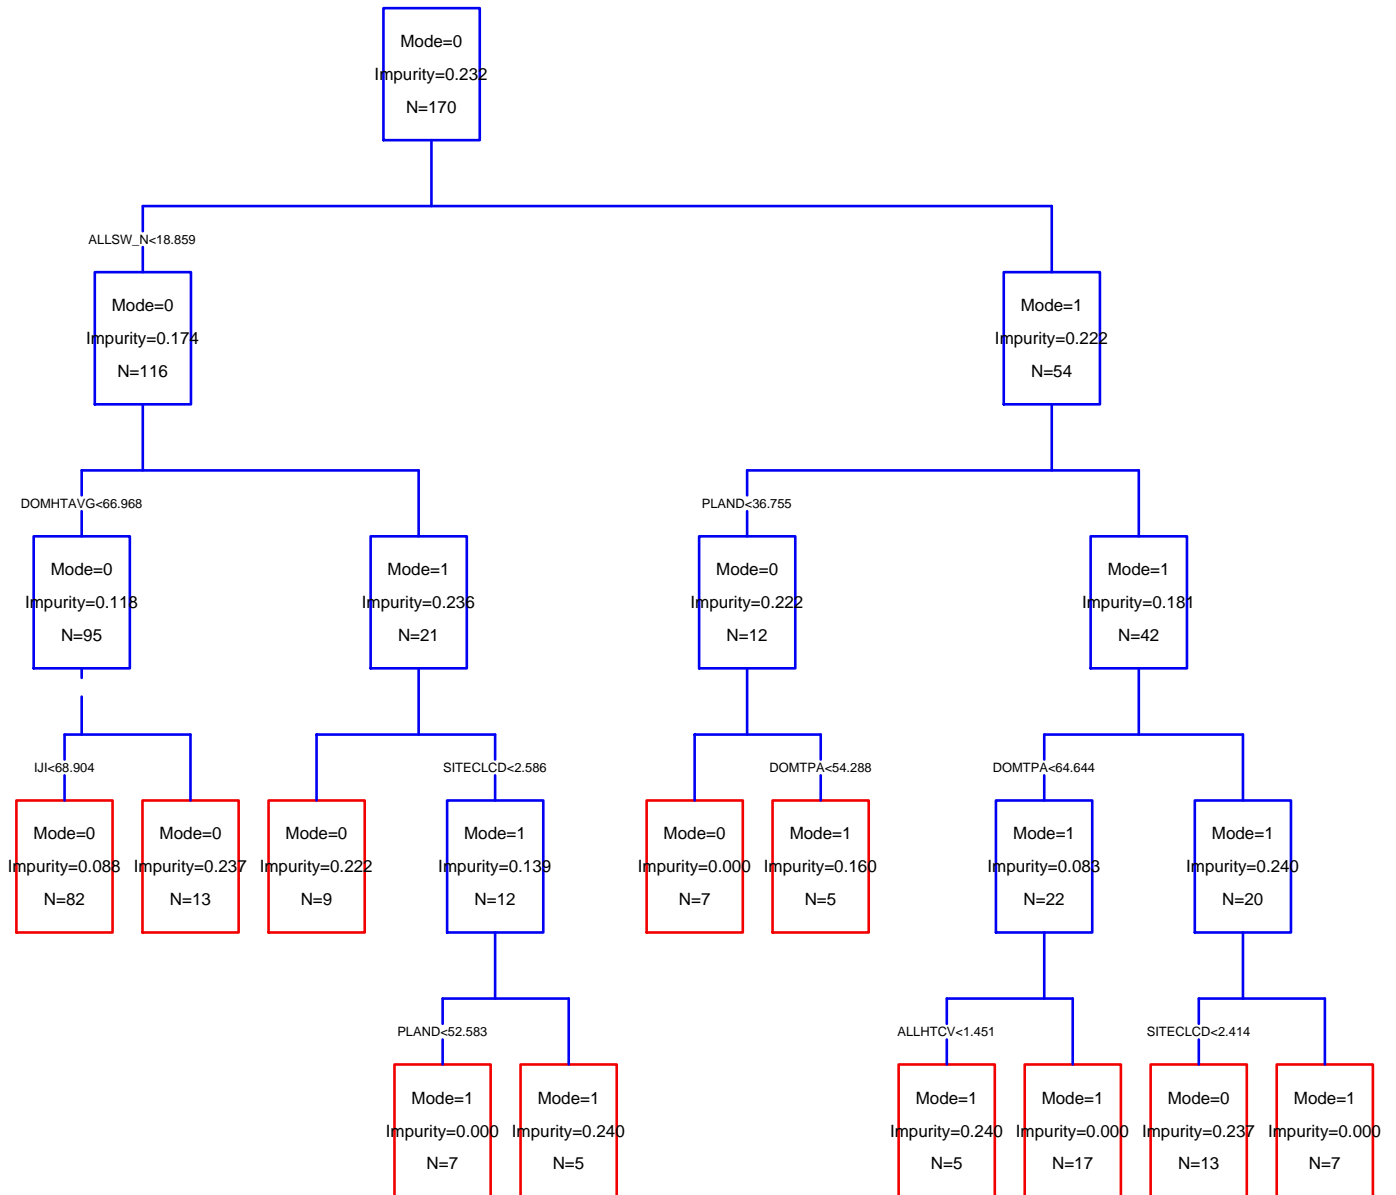 Mode=0
Impurity=0.232
N=170
ALLSW_N<18.859
Mode=0
Impurity=0.174
N=116
Mode=1
Impurity=0.222
N=54
DOMHTAVG<66.968
PLAND<36.755
Mode=0
Impurity=0.118
N=95
Mode=1
Impurity=0.236
N=21
Mode=0
Impurity=0.222
N=12
Mode=1
Impurity=0.181
N=42
IJI<68.904
SITECLCD<2.586
DOMTPA<54.288
DOMTPA<64.644
Mode=0
Impurity=0.088
N=82
Mode=0
Impurity=0.237
N=13
Mode=0
Impurity=0.222
N=9
Mode=1
Impurity=0.139
N=12
Mode=0
Impurity=0.000
N=7
Mode=1
Impurity=0.160
N=5
Mode=1
Impurity=0.083
N=22
Mode=1
Impurity=0.240
N=20
PLAND<52.583
ALLHTCV<1.451
SITECLCD<2.414
Mode=1
Impurity=0.000
N=7
Mode=1
Impurity=0.240
N=5
Mode=1
Impurity=0.240
N=5
Mode=1
Impurity=0.000
N=17
Mode=0
Impurity=0.237
N=13
Mode=1
Impurity=0.000
N=7